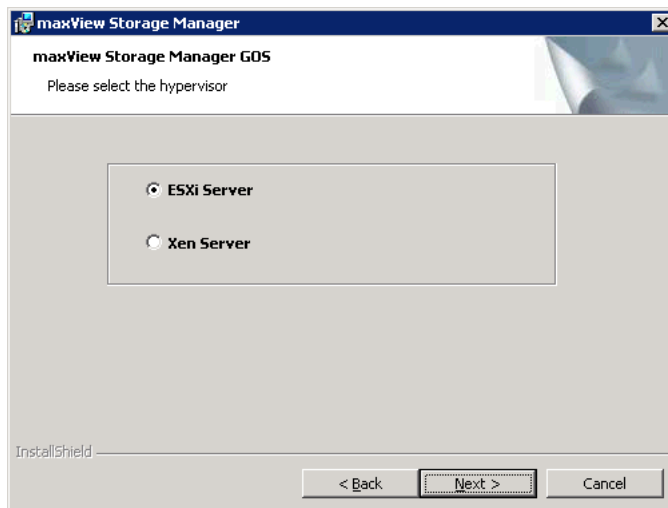 maxView Storage Manager
maxView Storage Manager GOS
Please select the hypervisor
ESXi Server
Xen Server
InstallShield
< Back
Next >
Cancel